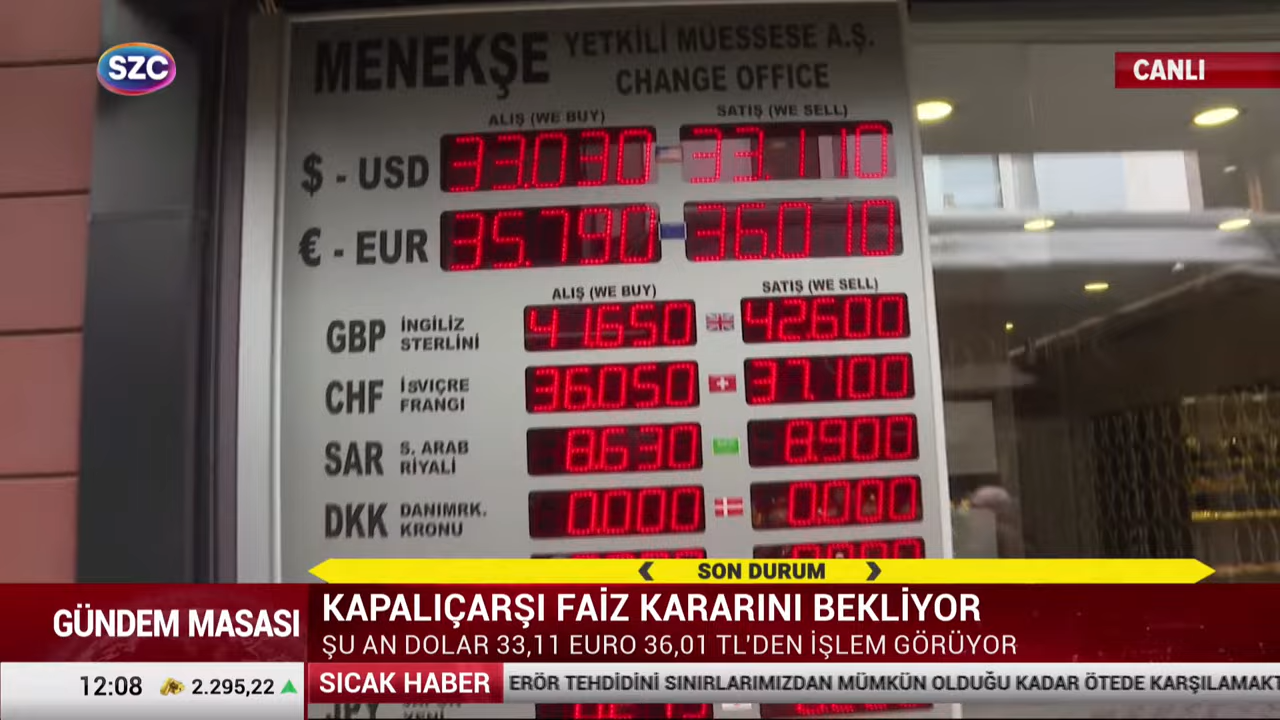 SZC
CANLI
MENEKŞE YETKİLİ MUESSESE A.Ş.
CHANGE OFFICE
ALIŞ (WE BUY) SATIŞ (WE SELL)
$ - USD 33.030 33.110
€ - EUR 35.790 36.010
ALIŞ (WE BUY) SATIŞ (WE SELL)
GBP İNGİLİZ STERLİNİ 41.650 42.600
CHF İSVİÇRE FRANGI 36.050 37.100
SAR S. ARAB RİYALİ 8.630 8.900
DKK DANIMRK. KRONU 0.000 0.000
SON DURUM
GÜNDEM MASASI
KAPALIÇARŞI FAİZ KARARINI BEKLİYOR
ŞU AN DOLAR 33,11 EURO 36,01 TL'DEN İŞLEM GÖRÜYOR
12:08 2.295,22
SICAK HABER ERÖR TEHDİDİNİ SINIRLARIMIZDAN MÜMKÜN OLDUĞU KADAR ÖTEDE KARŞILAMAKT